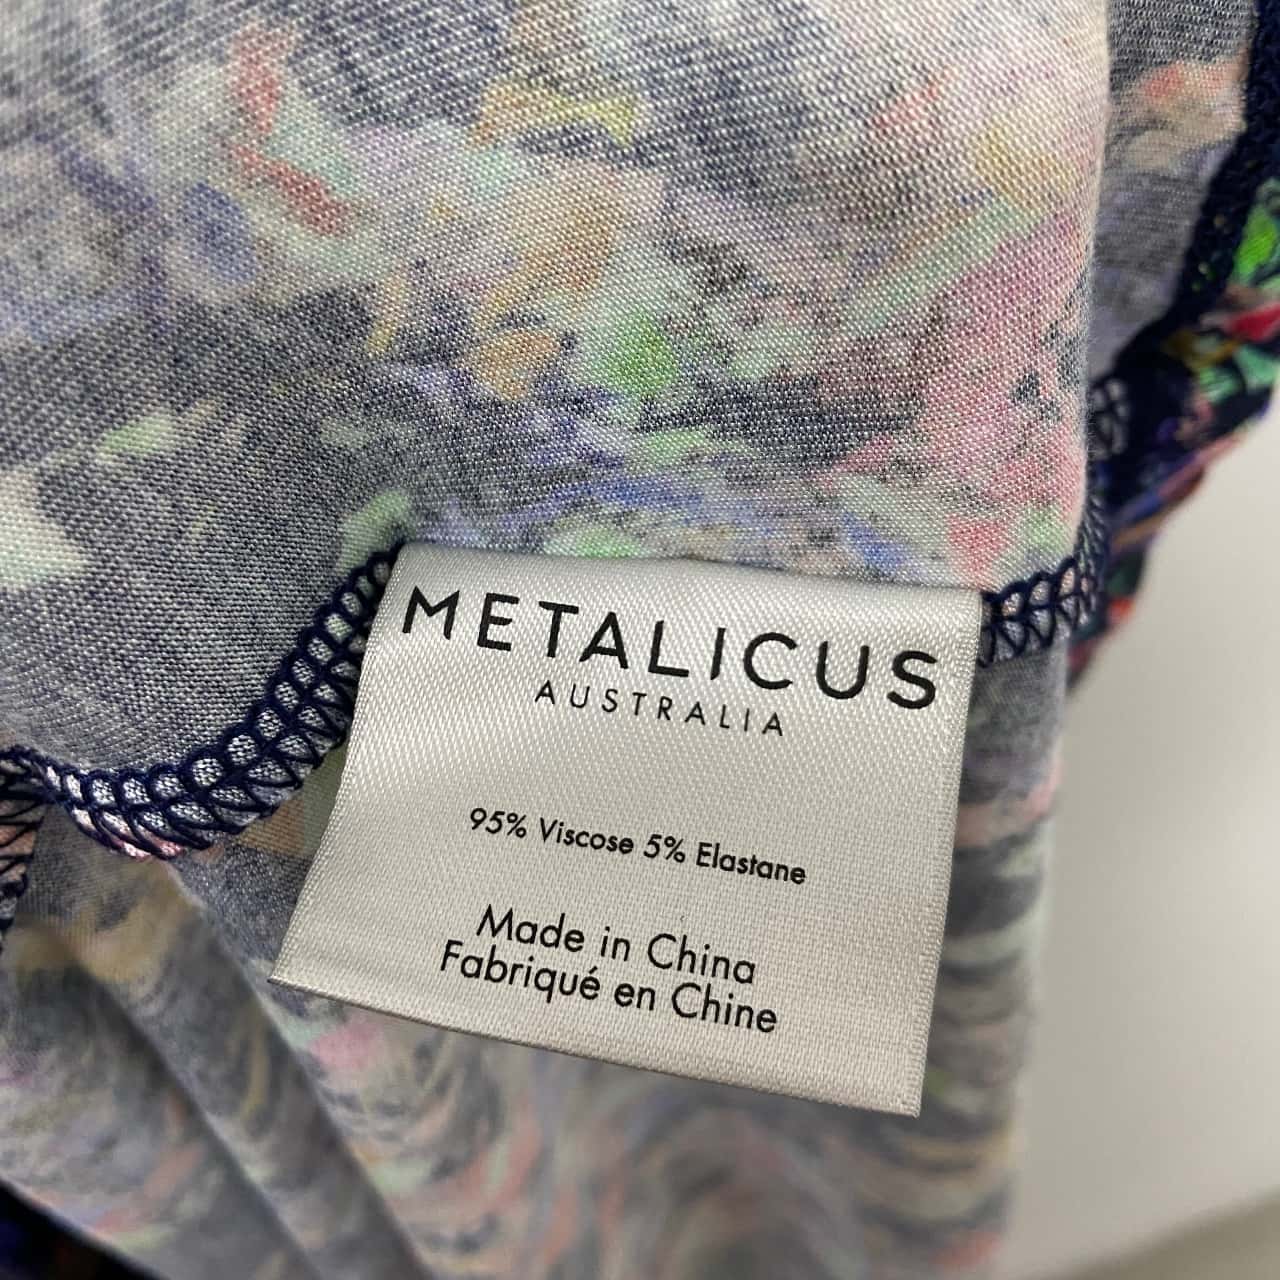 METALICUS
AUSTRALIA
95% Viscose 5% Elastane
Made in China
Fabriqué en Chine